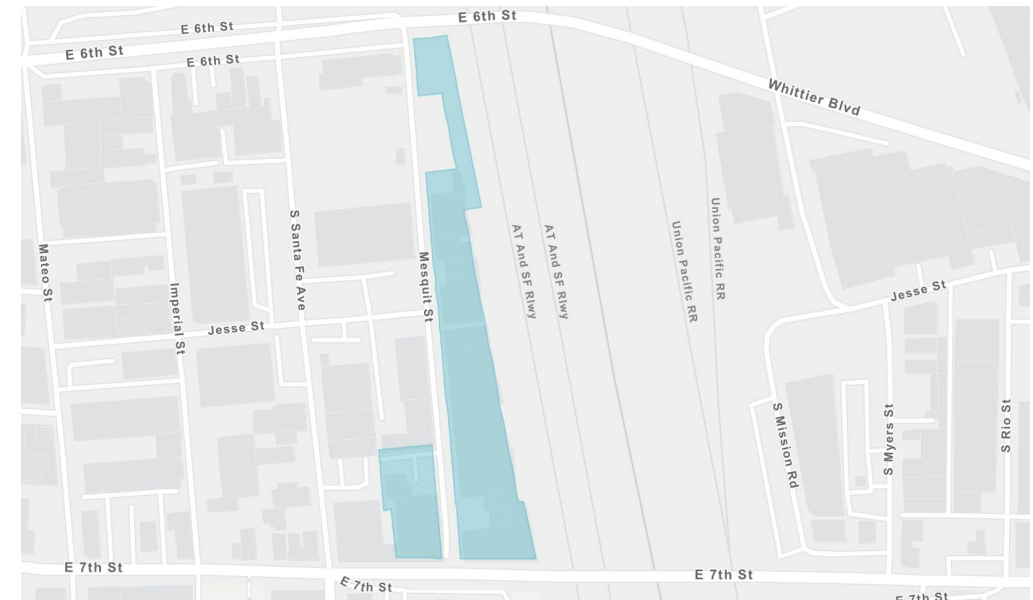 E 6th St
E 6th St
E 6th St
E 6th St
Whittier Blvd
Mateo St
Imperial St
S Santa Fe Ave
Mesquit St
AT And SF Rlwy
AT And SF Rlwy
Union Pacific RR
Union Pacific RR
Jesse St
Jesse St
S Mission Rd
S Myers St
S Rio St
E 7th St
E 7th St
E 7th St
E 7th St